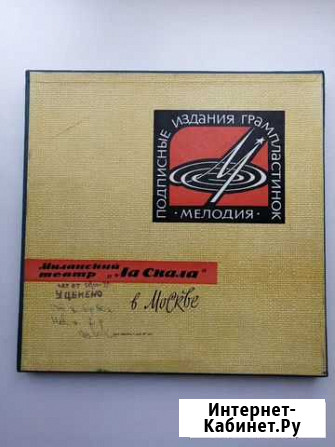 ПОДПИСНЫЕ ИЗДАНИЯ ГРАМПЛАСТИНОК
• МЕЛОДИЯ •
Миланский
театр „Ла Скала“
в Москве
УЦЕНЕНО
Интернет-
Кабинет.Ру